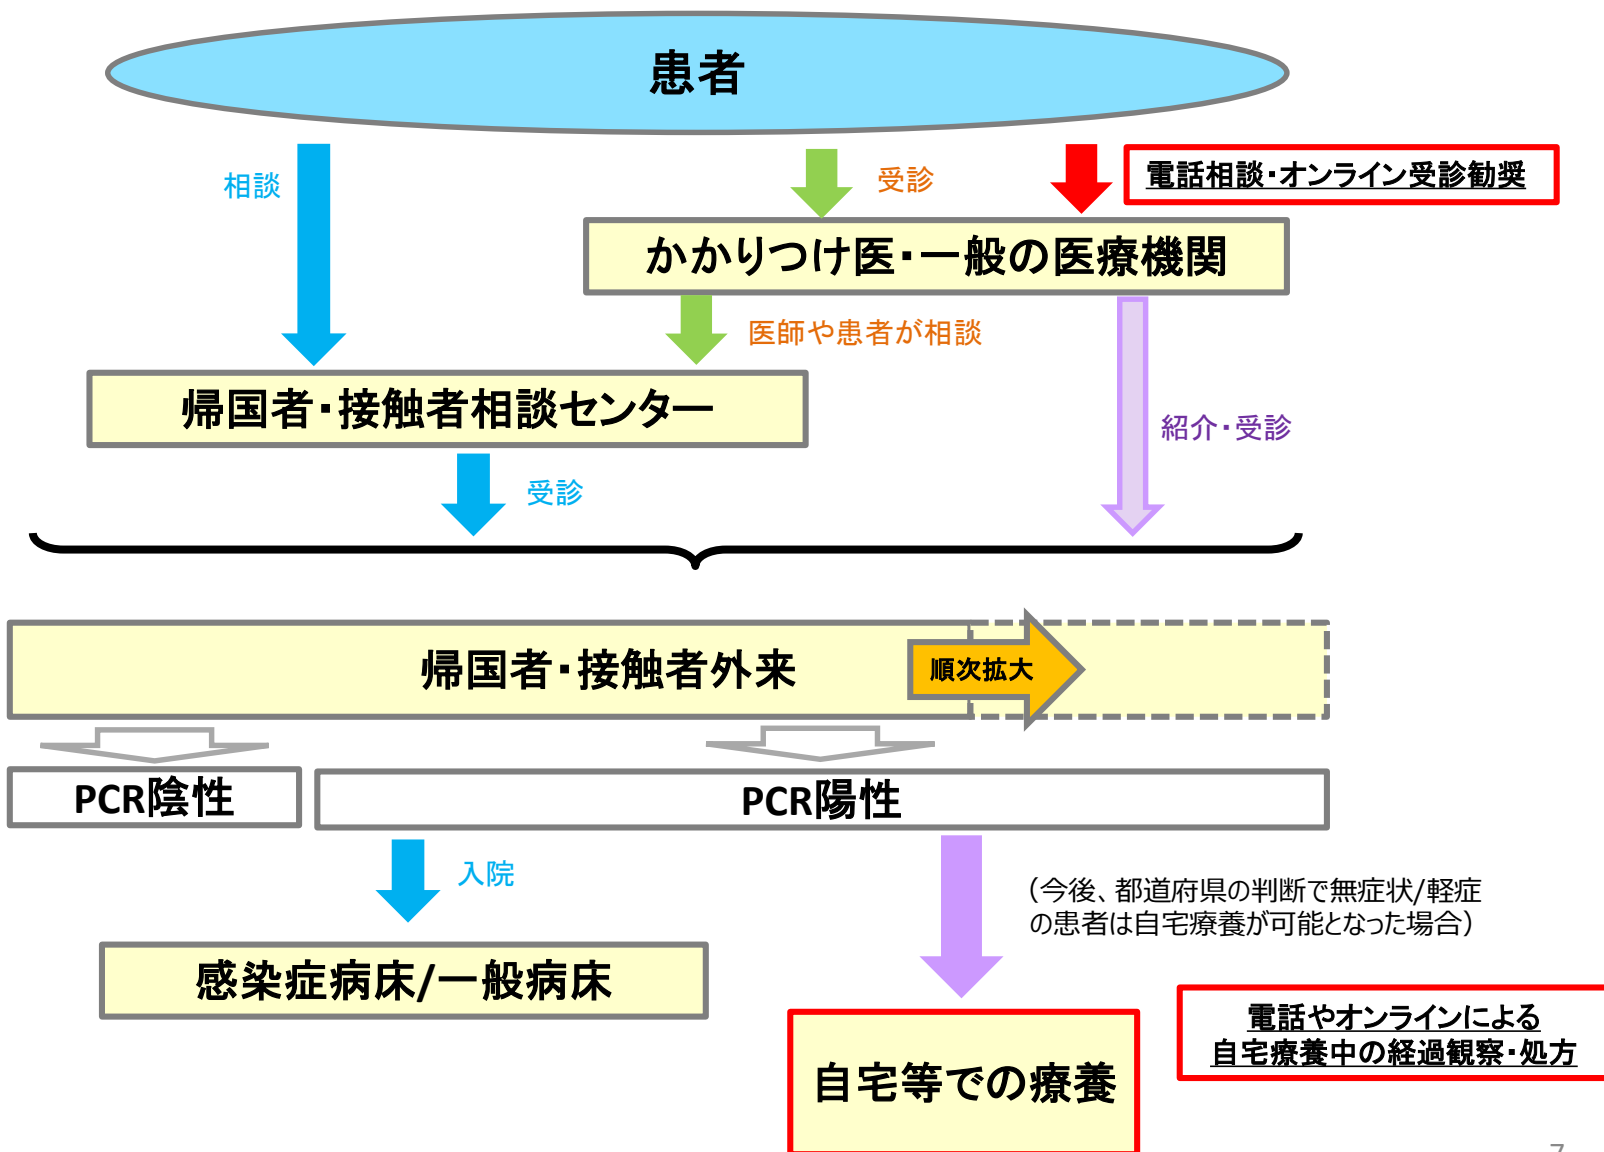 患者
相談
受診
電話相談・オンライン受診勧奨
かかりつけ医・一般の医療機関
医師や患者が相談
帰国者・接触者相談センター
紹介・受診
受診
帰国者・接触者外来
順次拡大
PCR陰性
PCR陽性
入院
（今後、都道府県の判断で無症状/軽症
の患者は自宅療養が可能となった場合）
感染症病床/一般病床
電話やオンラインによる
自宅療養中の経過観察・処方
自宅等での療養
7